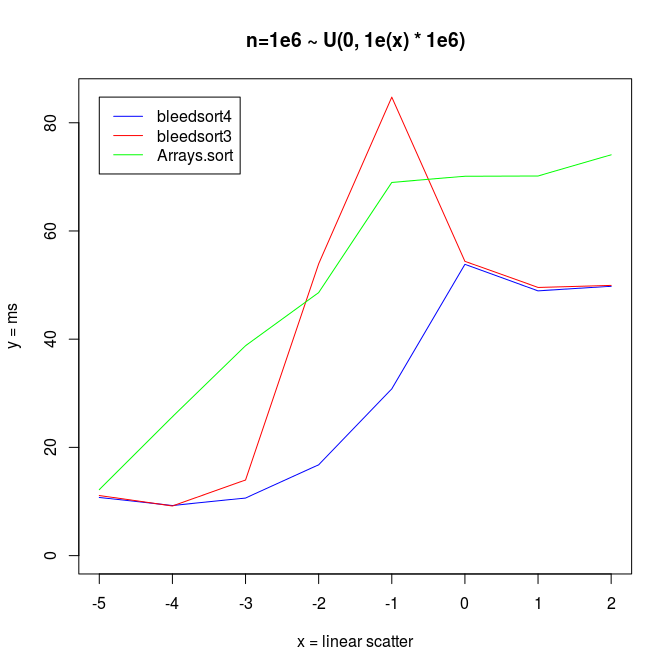 n=1e6 ~ U(0, 1e(x) * 1e6)
bleedsort4
bleedsort3
Arrays.sort
80
60
40
20
0
y = ms
-5 -4 -3 -2 -1 0 1 2
x = linear scatter